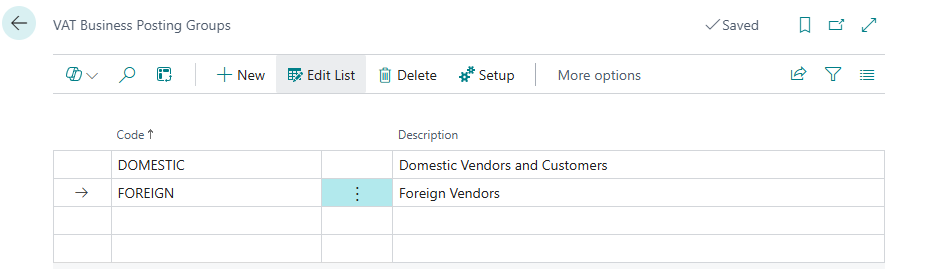 VAT Business Posting Groups
Saved
New Edit List Delete Setup More options
Code↑ Description
DOMESTIC Domestic Vendors and Customers
FOREIGN Foreign Vendors